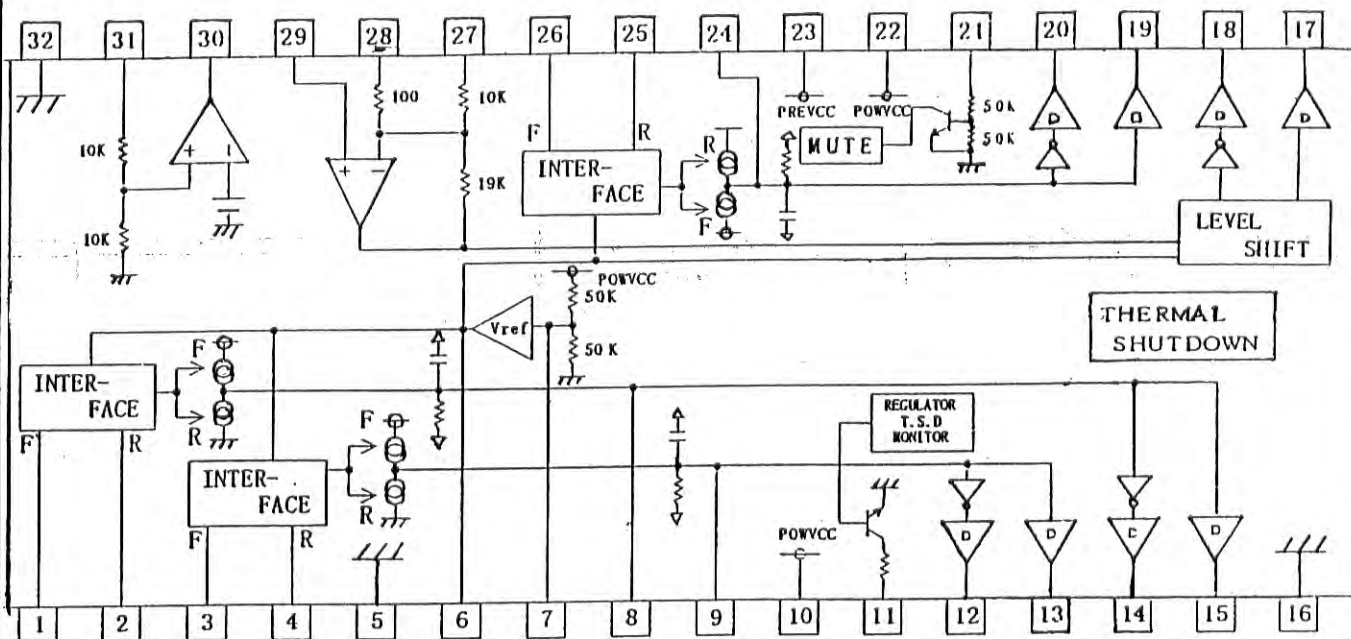 32 31 30 29 28 27 26 25 24 23 22 21 20 19 18 17
10K
10K
+ -
100
10K
19K
+ -
F R
INTER-
FACE
R
F
PREVCC POWVCC
MUTE
50K
50K
D D D D
LEVEL
SHIFT
POWVCC
50K
50K
Vref
THERMAL
SHUTDOWN
INTER-
FACE
F R
F
R
INTER-
FACE
F R
F
R
REGULATOR
T.S.D
MONITOR
POWVCC
D D D D
1 2 3 4 5 6 7 8 9 10 11 12 13 14 15 16